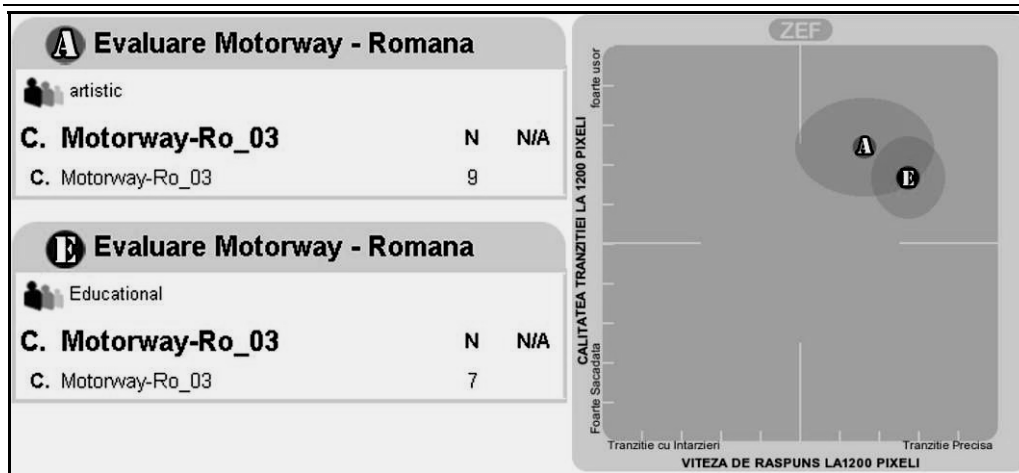 A Evaluare Motorway - Romana
artistic
C. Motorway-Ro_03 N N/A
C. Motorway-Ro_03 9
E Evaluare Motorway - Romana
Educational
C. Motorway-Ro_03 N N/A
C. Motorway-Ro_03 7
ZEF
foarte usor
CALITATEA TRANZITIEI LA 1200 PIXELI
Foarte Sacadata
A
E
Tranzitie cu Intarzieri Tranzitie Precisa
VITEZA DE RASPUNS LA1200 PIXELI